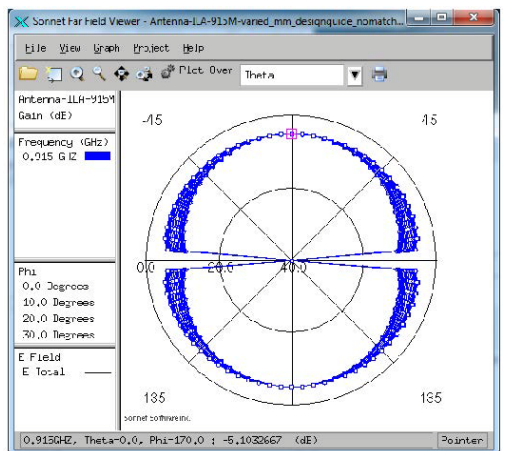 Sonnet Far Field Viewer - Antenna-ILA-915M-varied_mm_designguide_nomatch...
File View Graph Project Help
Plot Over Theta
Antenna-ILA-915M
Gain (dB)
Frequency (GHz)
0.915 GHZ
Phi
0.0 Degrees
10.0 Degrees
20.0 Degrees
30.0 Degrees
E Field
E Total
-45
45
0.0
-40.0
135
135
Sonnet Software Inc.
0.915GHZ, Theta=0.0, Phi=170.0 : -5.1032667 (dB)
Pointer